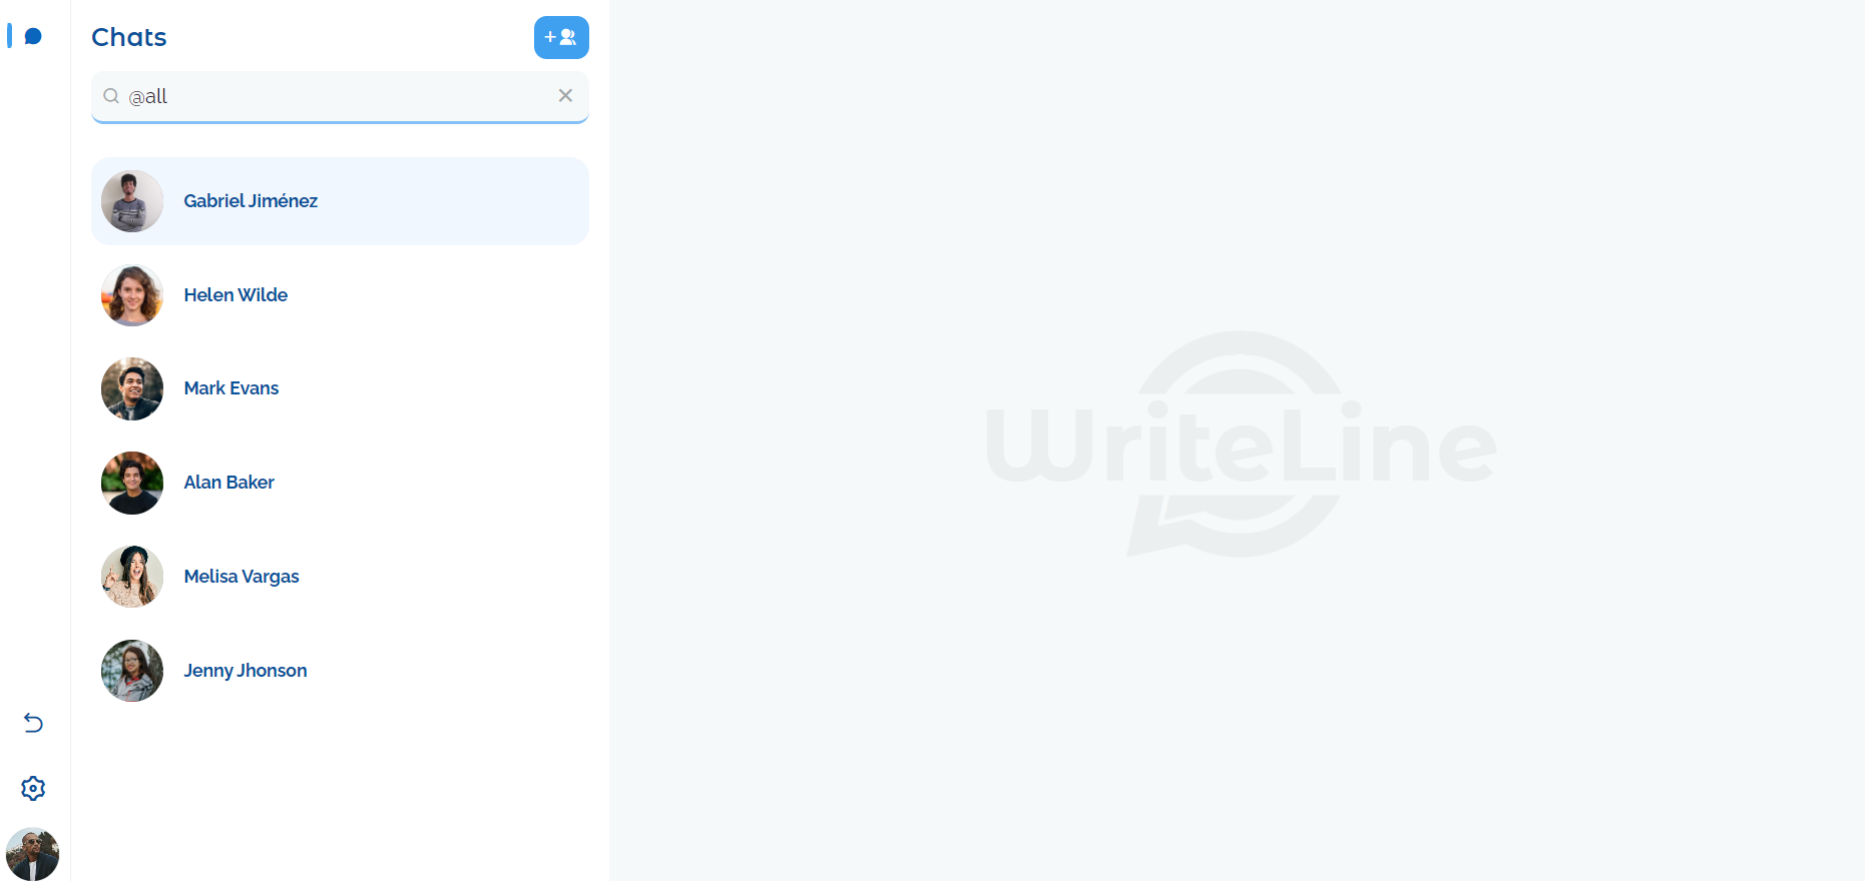 Chats
@all
Gabriel Jiménez
Helen Wilde
Mark Evans
Alan Baker
Melisa Vargas
Jenny Jhonson
WriteLine